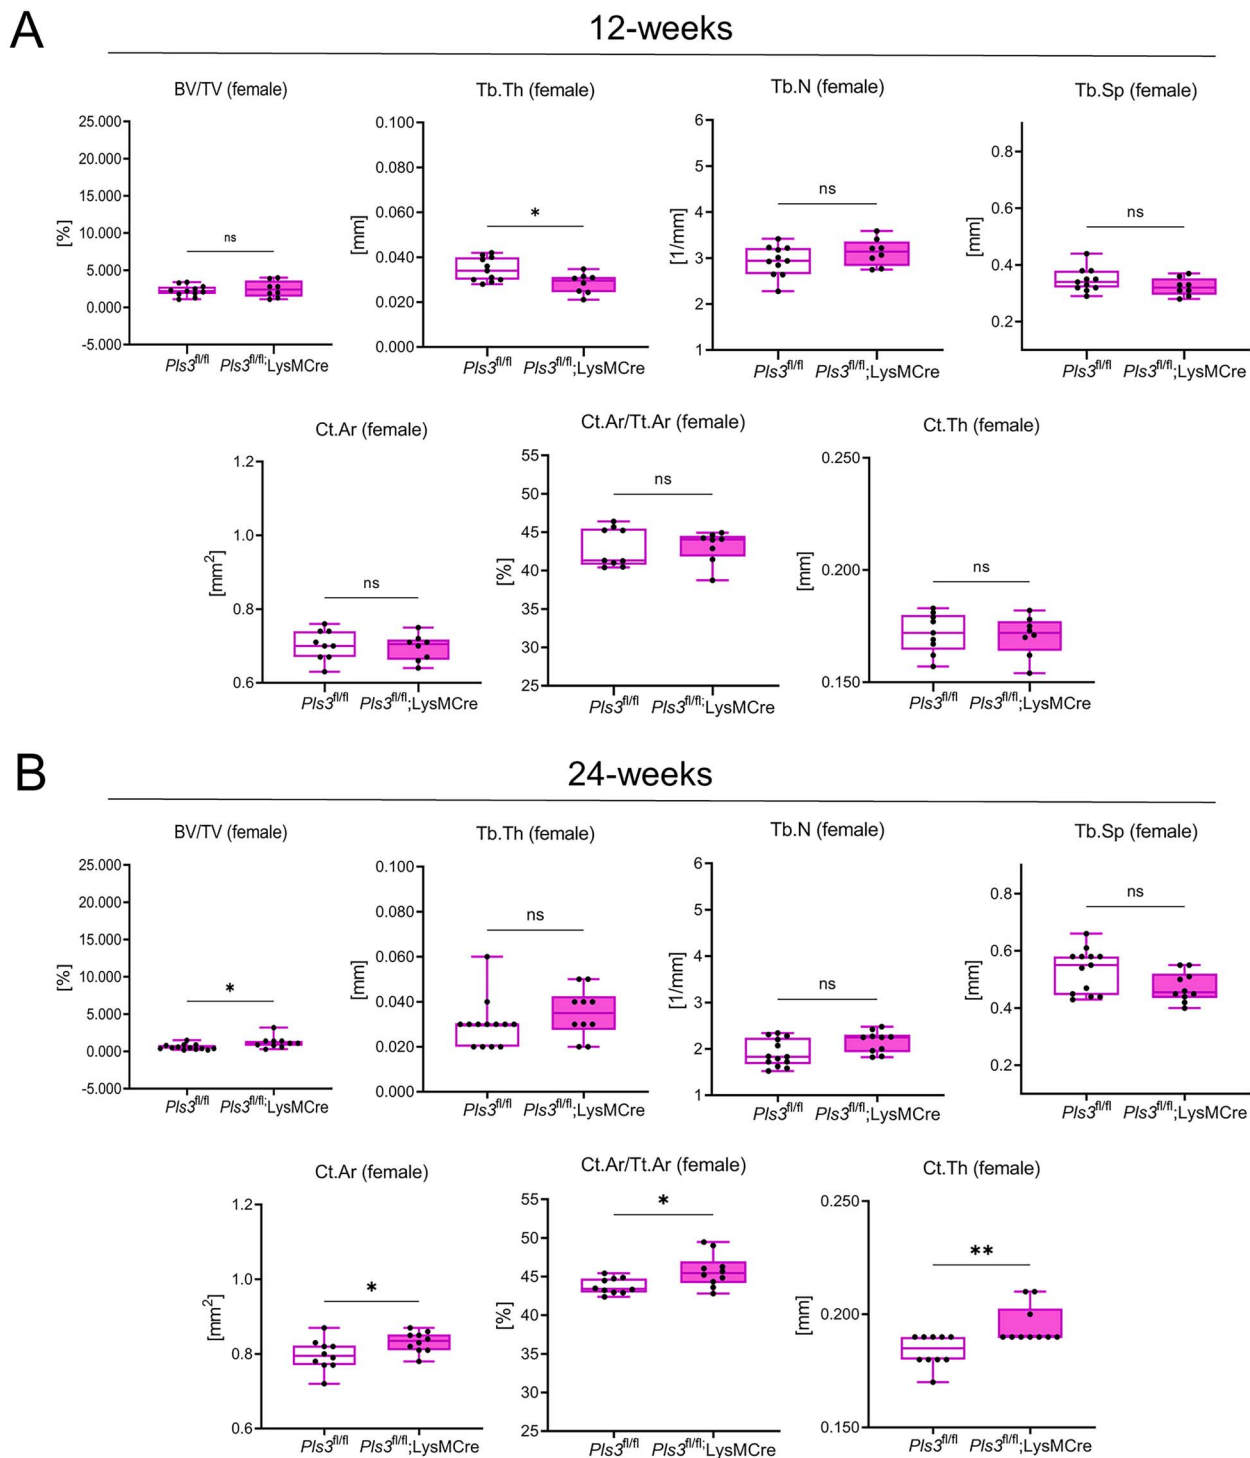 A
12-weeks
BV/TV (female)
25.000
20.000
15.000
10.000
5.000
0.000
-5.000
[%]
ns
Pls3fl/fl
Pls3fl/fl;LysMCre
Tb.Th (female)
0.100
0.080
0.060
0.040
0.020
0.000
[mm]
*
Pls3fl/fl
Pls3fl/fl;LysMCre
Tb.N (female)
6
5
4
3
2
1
[1/mm]
ns
Pls3fl/fl
Pls3fl/fl;LysMCre
Tb.Sp (female)
0.8
0.6
0.4
0.2
[mm]
ns
Pls3fl/fl
Pls3fl/fl;LysMCre
Ct.Ar (female)
1.2
1.0
0.8
0.6
[mm2]
ns
Pls3fl/fl
Pls3fl/fl;LysMCre
Ct.Ar/Tt.Ar (female)
55
50
45
40
35
30
25
[%]
ns
Pls3fl/fl
Pls3fl/fl;LysMCre
Ct.Th (female)
0.250
0.200
0.150
[mm]
ns
Pls3fl/fl
Pls3fl/fl;LysMCre
B
24-weeks
BV/TV (female)
25.000
20.000
15.000
10.000
5.000
0.000
-5.000
[%]
*
Pls3fl/fl
Pls3fl/fl;LysMCre
Tb.Th (female)
0.100
0.080
0.060
0.040
0.020
0.000
[mm]
ns
Pls3fl/fl
Pls3fl/fl;LysMCre
Tb.N (female)
6
5
4
3
2
1
[1/mm]
ns
Pls3fl/fl
Pls3fl/fl;LysMCre
Tb.Sp (female)
0.8
0.6
0.4
0.2
[mm]
ns
Pls3fl/fl
Pls3fl/fl;LysMCre
Ct.Ar (female)
1.2
1.0
0.8
0.6
[mm2]
*
Pls3fl/fl
Pls3fl/fl;LysMCre
Ct.Ar/Tt.Ar (female)
55
50
45
40
35
30
25
[%]
*
Pls3fl/fl
Pls3fl/fl;LysMCre
Ct.Th (female)
0.250
0.200
0.150
[mm]
**
Pls3fl/fl
Pls3fl/fl;LysMCre